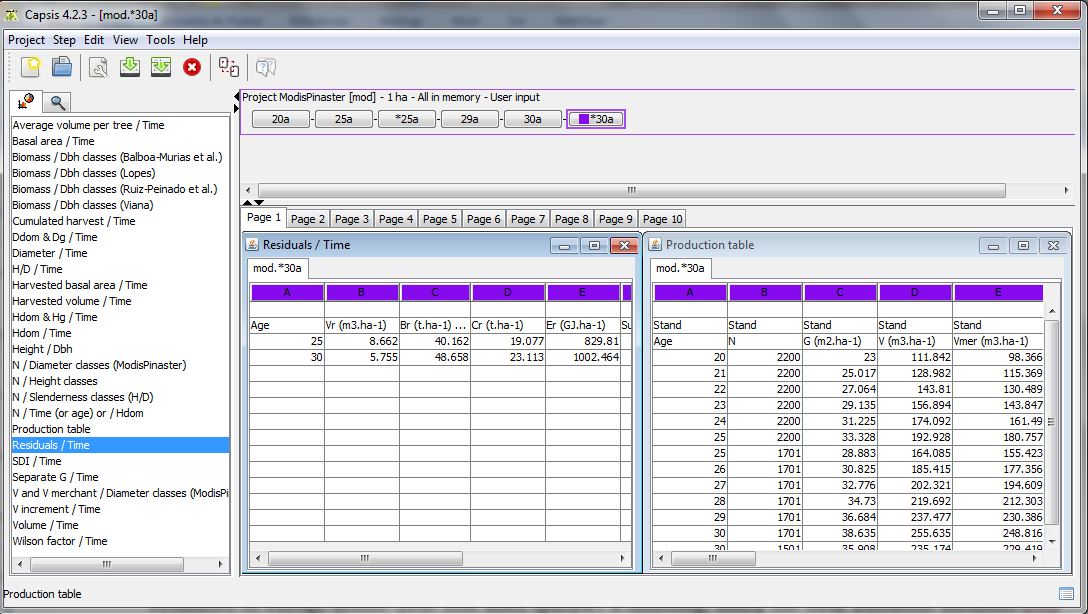 Capsis 4.2.3 - [mod.*30a]
Project Step Edit View Tools Help
Project ModisPinaster [mod] - 1 ha - All in memory - User input
20a - 25a - *25a - 29a - 30a - *30a
Average volume per tree / Time
Basal area / Time
Biomass / Dbh classes (Balboa-Murias et al.)
Biomass / Dbh classes (Lopes)
Biomass / Dbh classes (Ruiz-Peinado et al.)
Biomass / Dbh classes (Viana)
Cumulated harvest / Time
Ddom & Dg / Time
Diameter / Time
H/D / Time
Harvested basal area / Time
Harvested volume / Time
Hdom & Hg / Time
Hdom / Time
Height / Dbh
N / Diameter classes (ModisPinaster)
N / Height classes
N / Slenderness classes (H/D)
N / Time (or age) or / Hdom
Production table
Residuals / Time
SDI / Time
Separate G / Time
V and V merchant / Diameter classes (ModisPi
V increment / Time
Volume / Time
Wilson factor / Time
Page 1 Page 2 Page 3 Page 4 Page 5 Page 6 Page 7 Page 8 Page 9 Page 10
Residuals / Time
mod.*30a
A B C D E
Age Vr (m3.ha-1) Br (t.ha-1) ... Cr (t.ha-1) Er (GJ.ha-1) Su
25 8.662 40.162 19.077 829.81
30 5.755 48.658 23.113 1002.464
Production table
mod.*30a
A B C D E
Stand Stand Stand Stand Stand
Age N G (m2.ha-1) V (m3.ha-1) Vmer (m3.ha-1)
20 2200 23 111.842 98.366
21 2200 25.017 128.982 115.369
22 2200 27.064 143.81 130.489
23 2200 29.135 156.894 143.847
24 2200 31.225 174.092 161.49
25 2200 33.328 192.928 180.757
25 1701 28.883 164.085 155.423
26 1701 30.825 185.415 177.356
27 1701 32.776 202.321 194.609
28 1701 34.73 219.692 212.303
29 1701 36.684 237.477 230.386
30 1701 38.635 255.635 248.816
30 1501 35.908 235.174 229.419
Production table